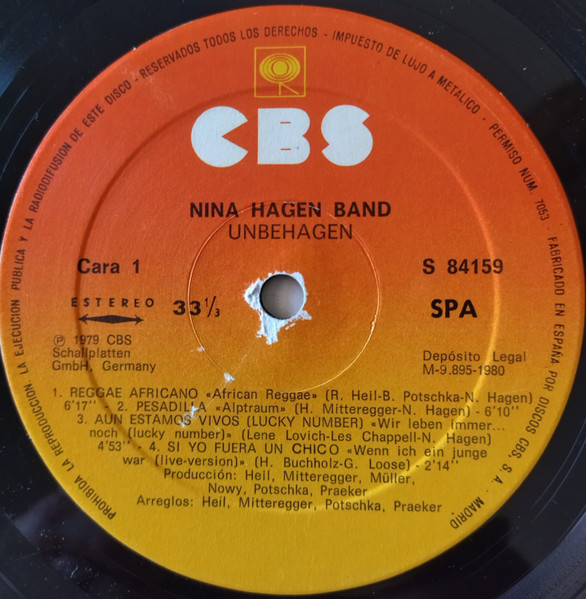 PROHIBIDA LA REPRODUCCION, LA EJECUCION PUBLICA Y LA RADIODIFUSION DE ESTE DISCO - RESERVADOS TODOS LOS DERECHOS - IMPUESTO DE LUJO A METALICO - PERMISO NUM. 7053 FABRICADO EN ESPAÑA POR DISCOS CBS, S. A. - MADRID
CBS
NINA HAGEN BAND
UNBEHAGEN
Cara 1
S 84159
ESTEREO
33 1/3
SPA
Ⓟ 1979 CBS
Schallplatten
GmbH, Germany
Depósito Legal
M-9.895-1980
1. REGGAE AFRICANO «African Reggae» (R. Heil-B. Potschka-N. Hagen)
6'17" 2. PESADILLA «Alptraum» (H. Mitteregger-N. Hagen) - 6'10"
3. AUN ESTAMOS VIVOS (LUCKY NUMBER) «Wir leben immer...
noch (lucky number)» (Lene Lovich-Les Chappell-N. Hagen)
4'53" - 4. SI YO FUERA UN CHICO «Wenn ich ein junge
war (live-version)» (H. Buchholz-G. Loose) - 2'14"
Producción: Heil, Mitteregger, Müller,
Nowy, Potschka, Praeker
Arreglos: Heil, Mitteregger, Potschka, Praeker